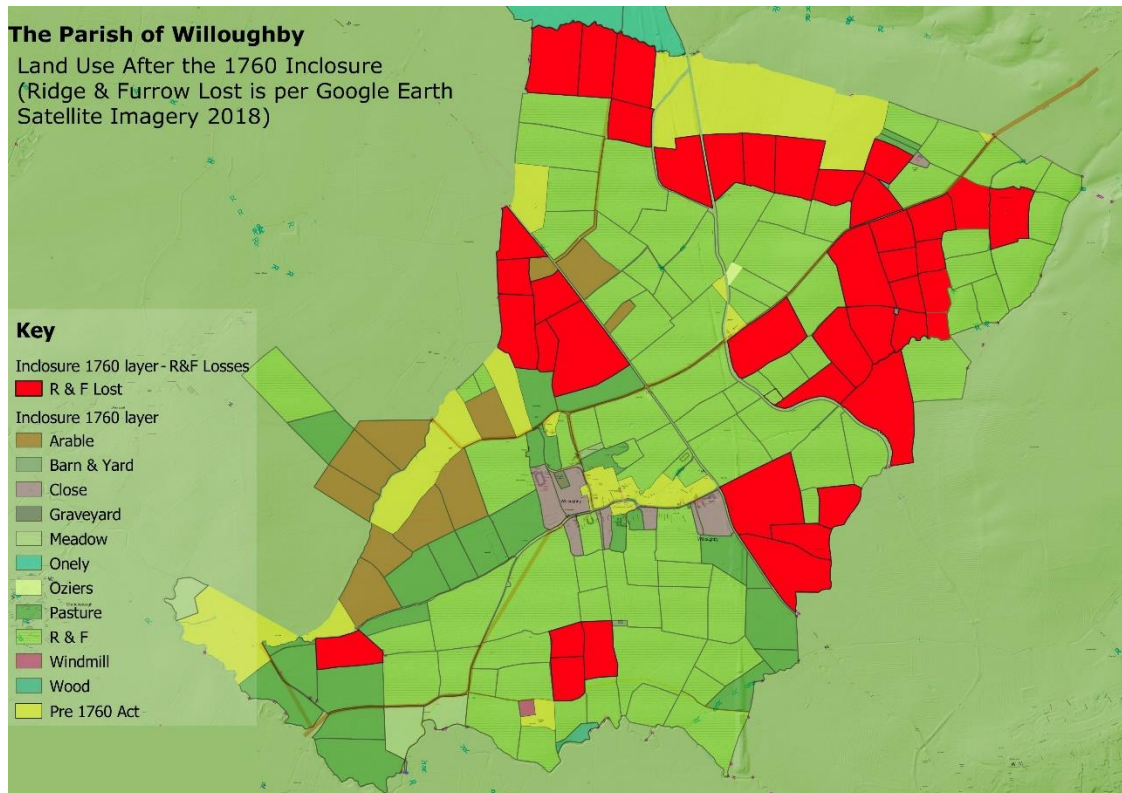 The Parish of Willoughby
Land Use After the 1760 Inclosure
(Ridge & Furrow Lost is per Google Earth
Satellite Imagery 2018)
Key
Inclosure 1760 layer - R&F Losses
R & F Lost
Inclosure 1760 layer
Arable
Barn & Yard
Close
Graveyard
Meadow
Onely
Oziers
Pasture
R & F
Windmill
Wood
Pre 1760 Act
Willoughby
Willoughby